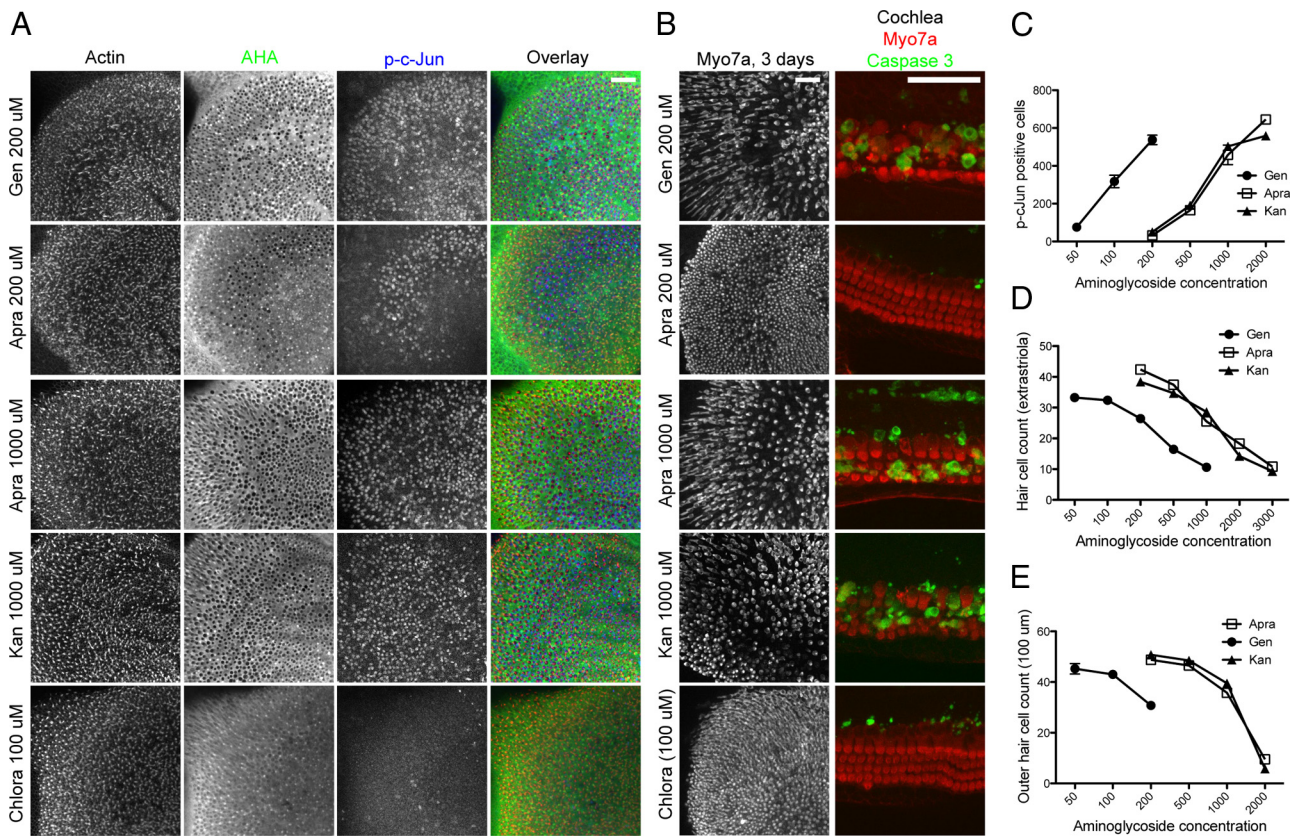 A
Actin
AHA
p-c-Jun
Overlay
Gen 200 uM
Apra 200 uM
Apra 1000 uM
Kan 1000 uM
Chlora 100 uM
B
Cochlea
Myo7a
Myo7a, 3 days
Caspase 3
Gen 200 uM
Apra 200 uM
Apra 1000 uM
Kan 1000 uM
Chlora (100 uM)
C
p-cJun positive cells
800
600
400
200
0
Gen
Apra
Kan
50
100
200
500
1000
2000
Aminoglycoside concentration
D
Hair cell count (extrastriola)
50
40
30
20
10
0
Gen
Apra
Kan
50
100
200
500
1000
2000
3000
Aminoglycoside concentration
E
Outer hair cell count (100 um)
60
40
20
0
Apra
Gen
Kan
50
100
200
500
1000
2000
Aminoglycoside concentration